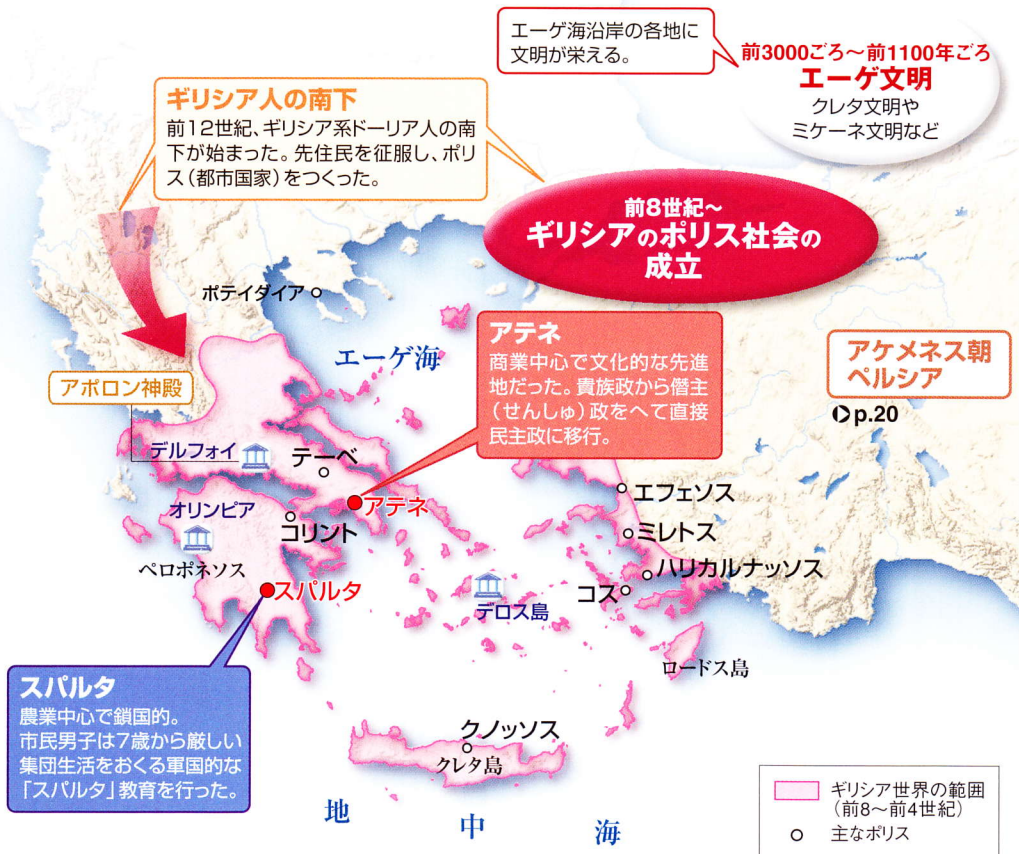 エーゲ海沿岸の各地に
文明が栄える。
前3000ごろ～前1100年ごろ
エーゲ文明
クレタ文明や
ミケーネ文明など
ギリシア人の南下
前12世紀、ギリシア系ドーリア人の南
下が始まった。先住民を征服し、ポリ
ス(都市国家)をつくった。
前8世紀～
ギリシアのポリス社会の
成立
ポテイダイア
エーゲ海
アテネ
商業中心で文化的な先進
地だった。貴族政から僭主
(せんしゅ)政をへて直接
民主政に移行。
アケメネス朝
ペルシア
p.20
アポロン神殿
デルフォイ
テーベ
アテネ
エフェソス
オリンピア
コリント
ミレトス
ペロポネソス
ハリカルナッソス
スパルタ
コス
デロス島
ロードス島
スパルタ
農業中心で鎖国的。
市民男子は7歳から厳しい
集団生活をおくる軍国的な
「スパルタ」教育を行った。
クノッソス
クレタ島
地中海
ギリシア世界の範囲
(前8～前4世紀)
主なポリス